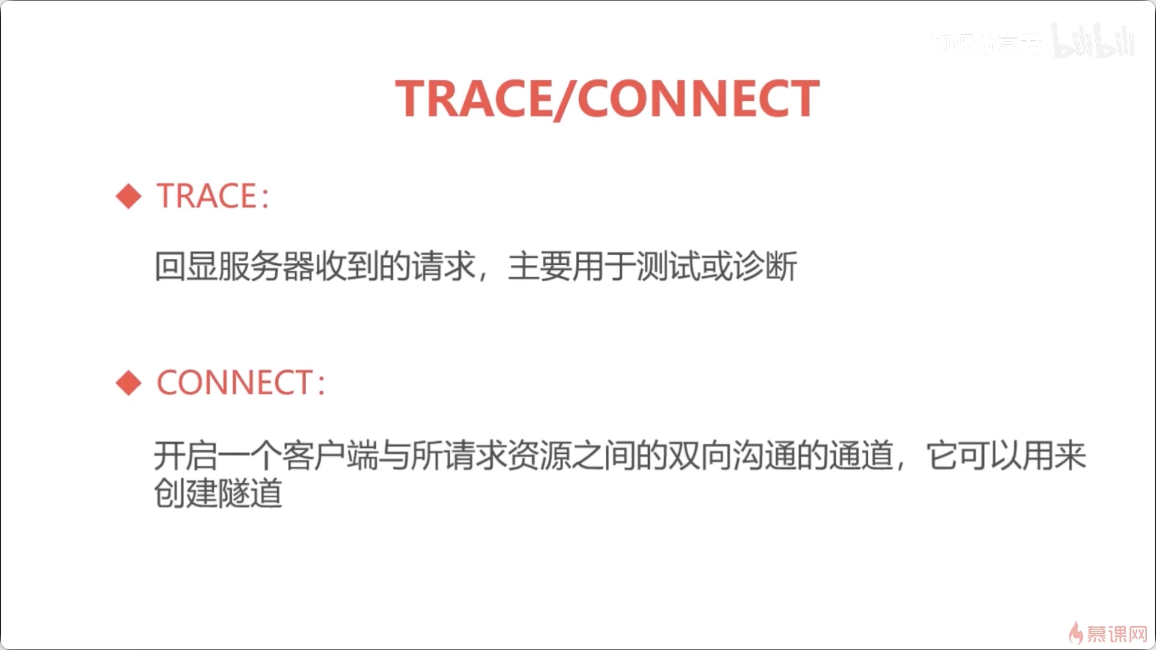 bilibili
TRACE/CONNECT
TRACE：
回显服务器收到的请求，主要用于测试或诊断
CONNECT：
开启一个客户端与所请求资源之间的双向沟通的通道，它可以用来
创建隧道
慕课网